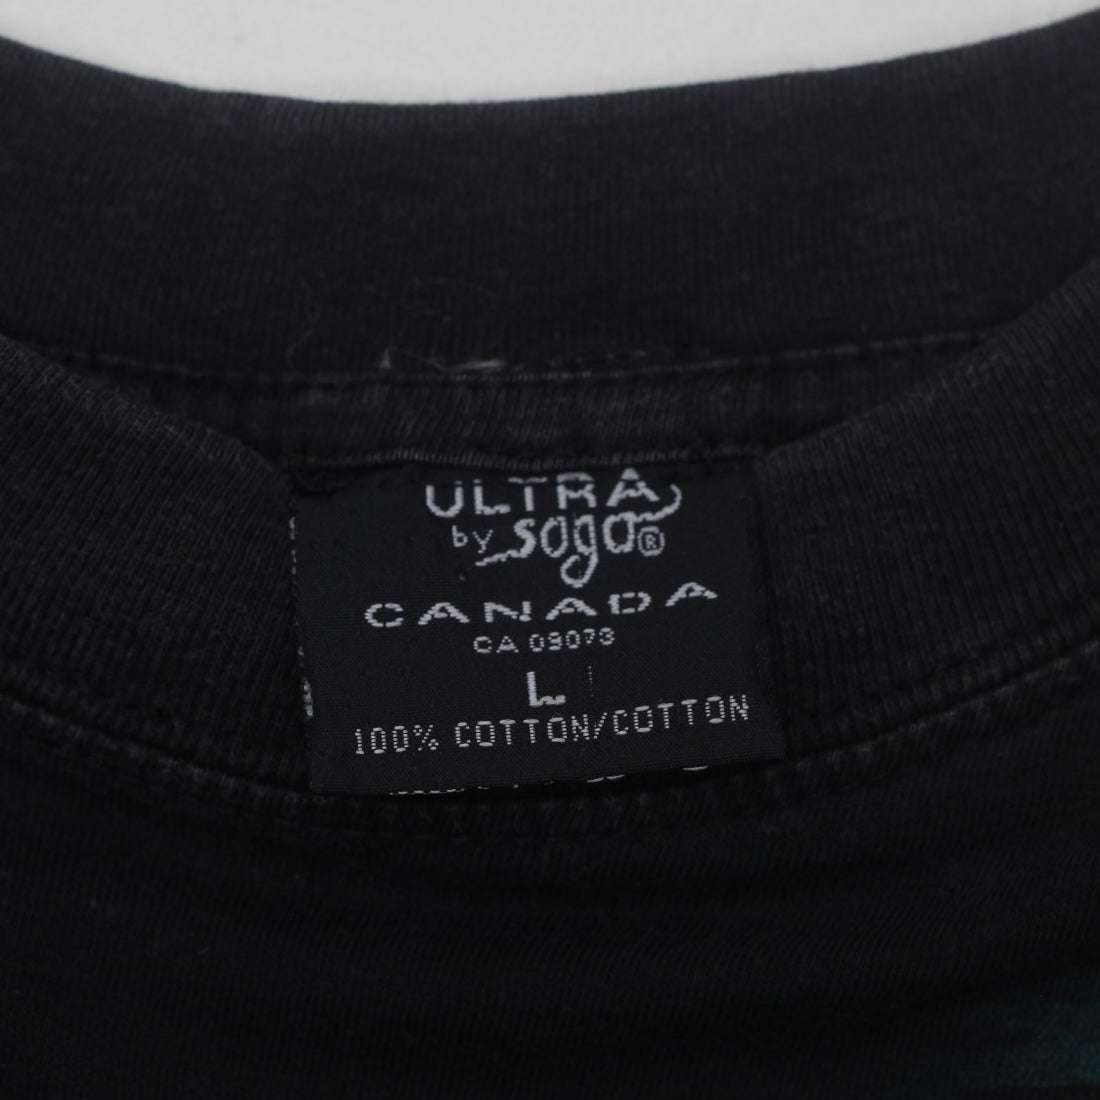 ULTRA
by soga®
CANADA
CA 09073
L
100% COTTON/COTTON